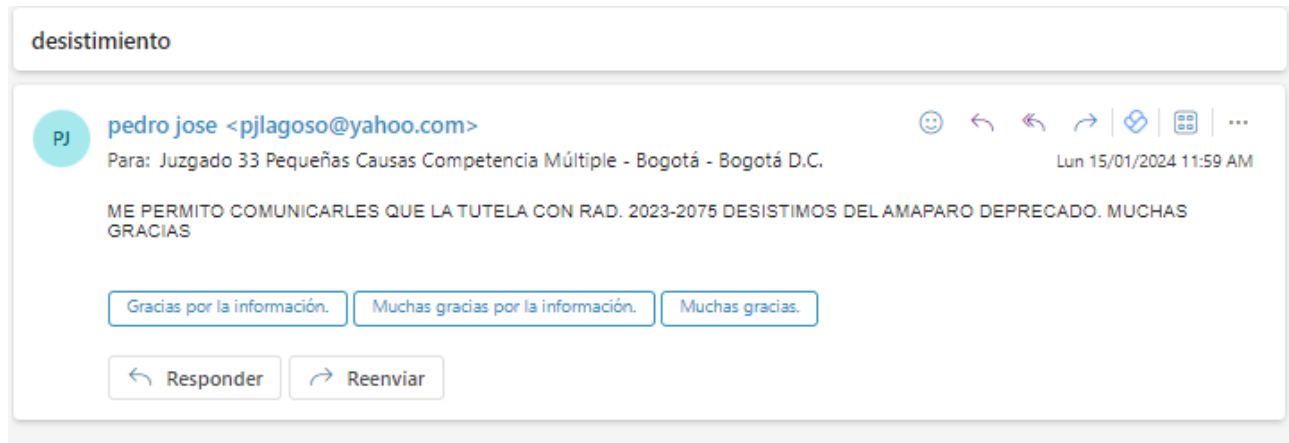 desistimiento
PJ
pedro jose <pjlagoso@yahoo.com>
Para: Juzgado 33 Pequeñas Causas Competencia Múltiple - Bogotá - Bogotá D.C.
Lun 15/01/2024 11:59 AM
ME PERMITO COMUNICARLES QUE LA TUTELA CON RAD. 2023-2075 DESISTIMOS DEL AMAPARO DEPRECADO. MUCHAS
GRACIAS
Gracias por la información.
Muchas gracias por la información.
Muchas gracias.
Responder
Reenviar